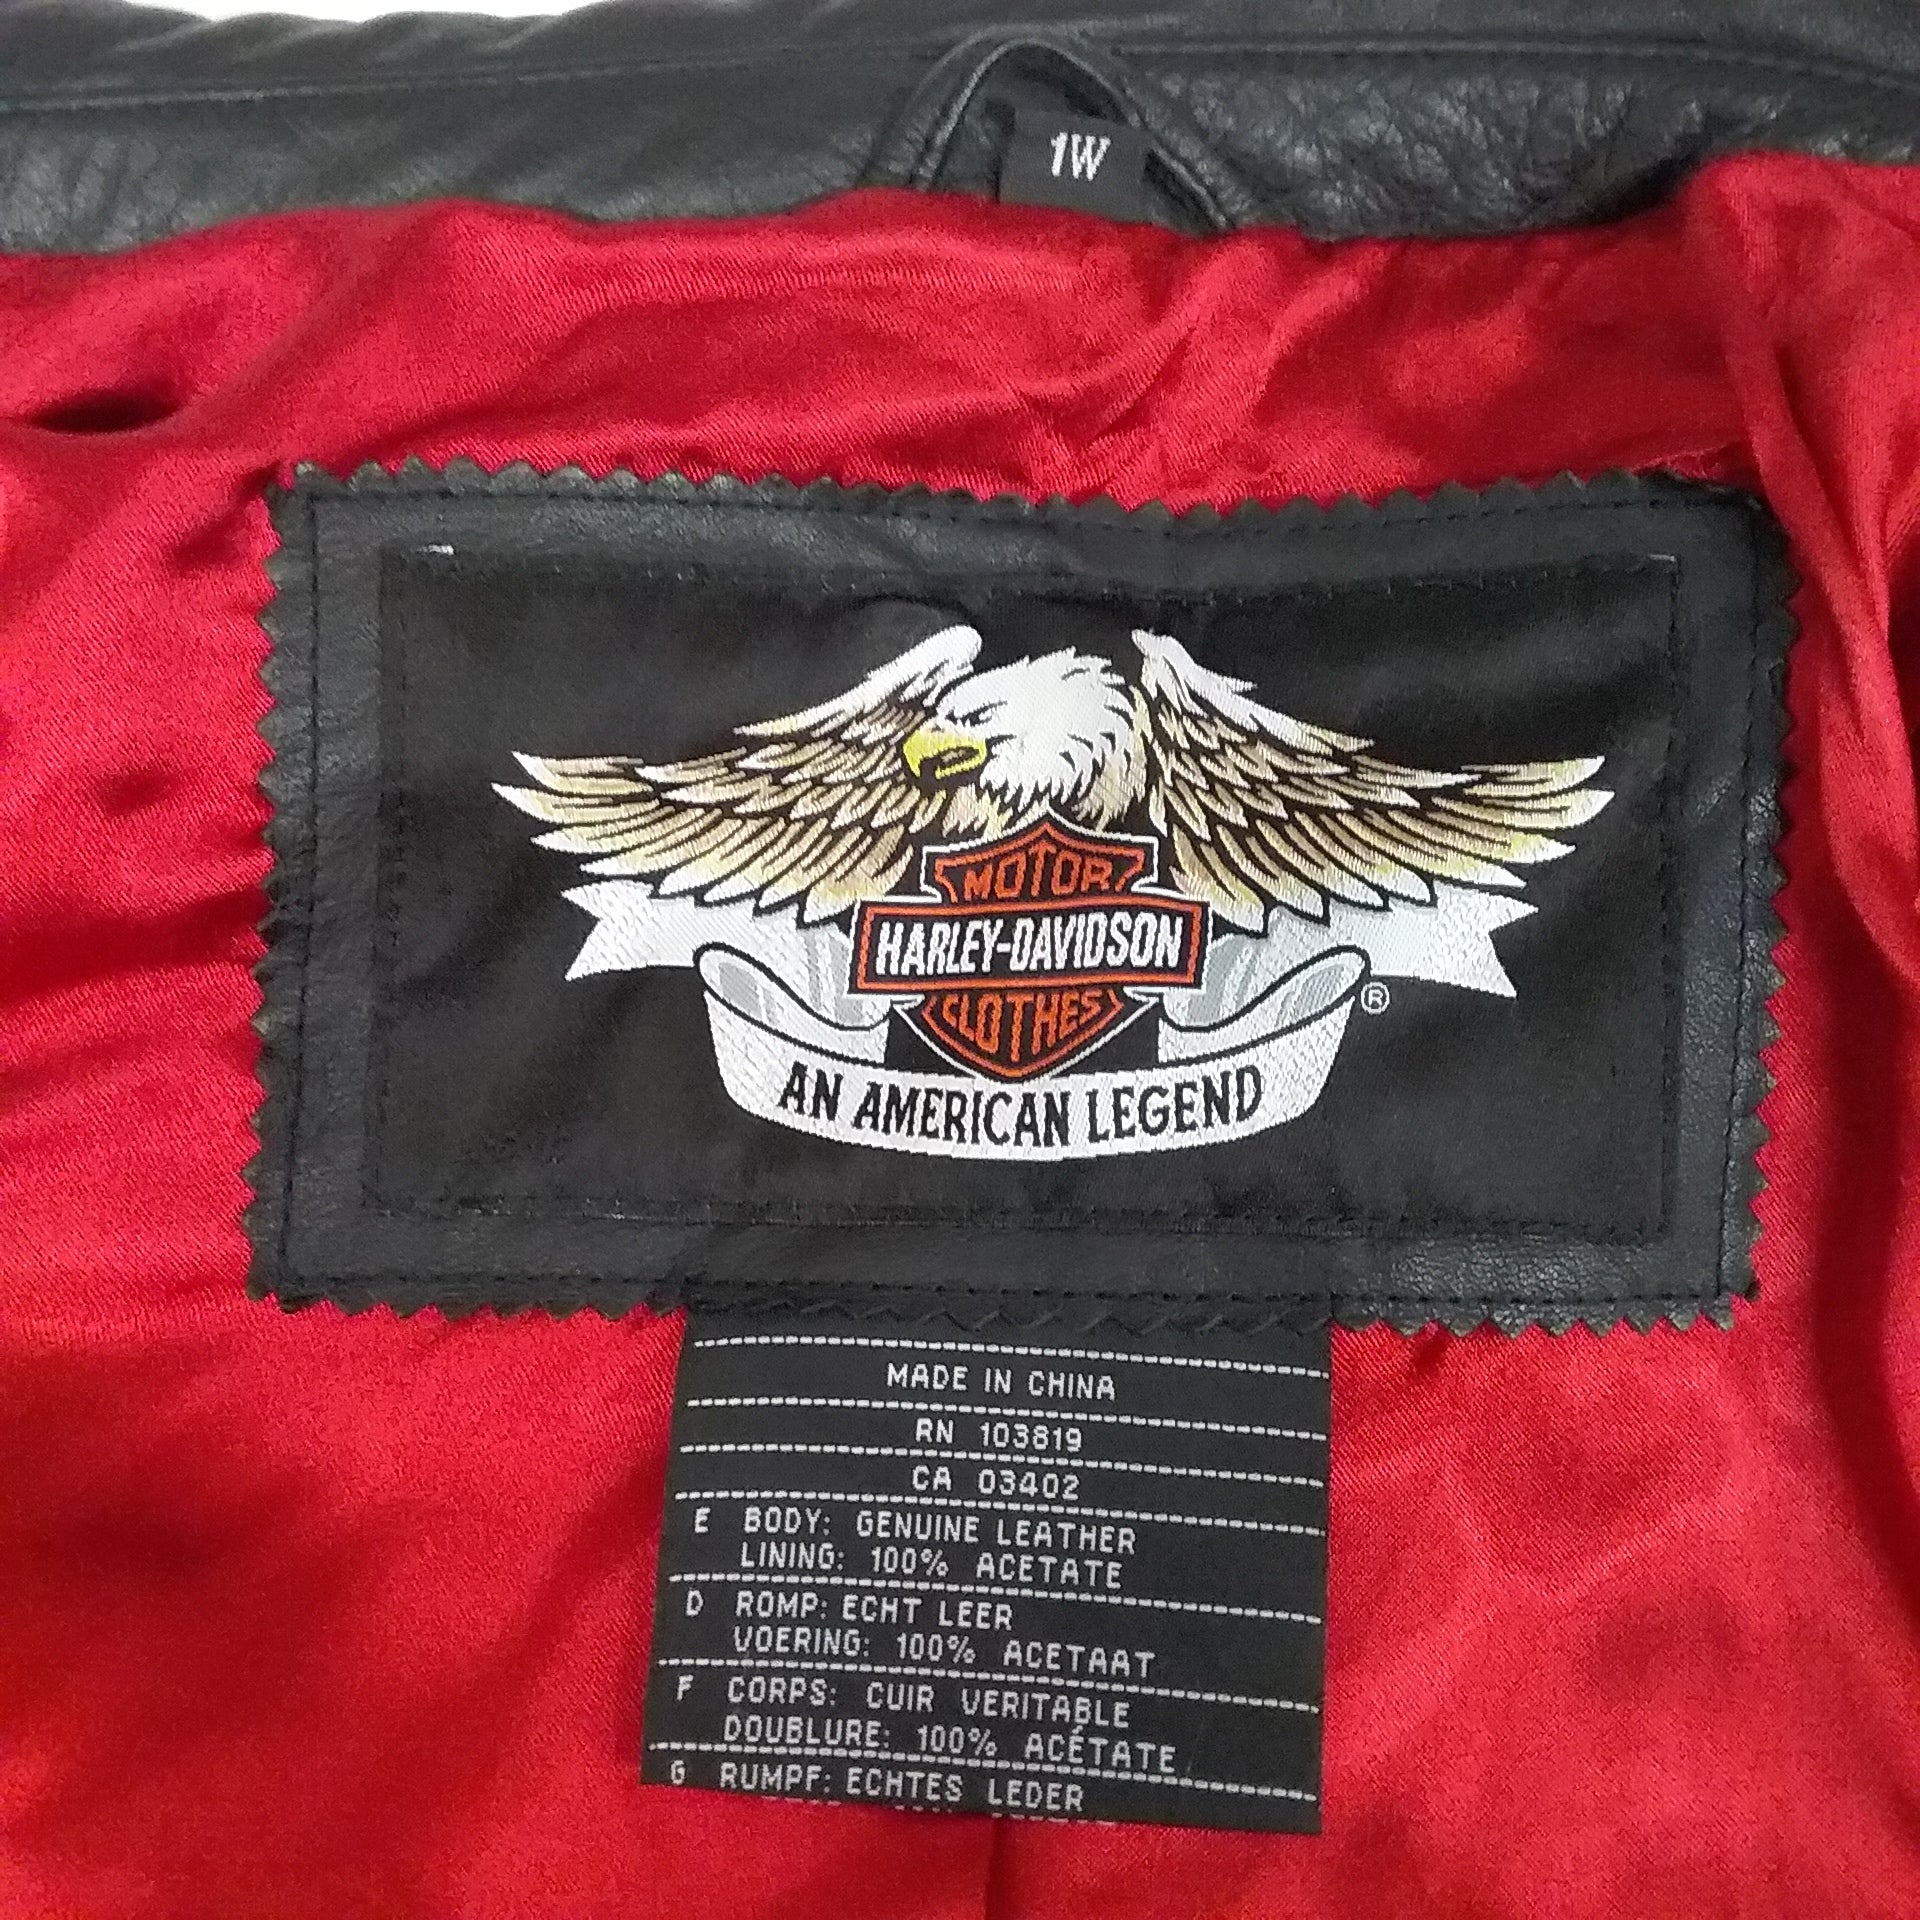 1W
MOTOR
HARLEY-DAVIDSON
CLOTHES
®
AN AMERICAN LEGEND
MADE IN CHINA
RN 103819
CA 03402
E BODY: GENUINE LEATHER
LINING: 100% ACETATE
D ROMP: ECHT LEER
VOERING: 100% ACETAAT
F CORPS: CUIR VERITABLE
DOUBLURE: 100% ACÉTATE
G RUMPF: ECHTES LEDER